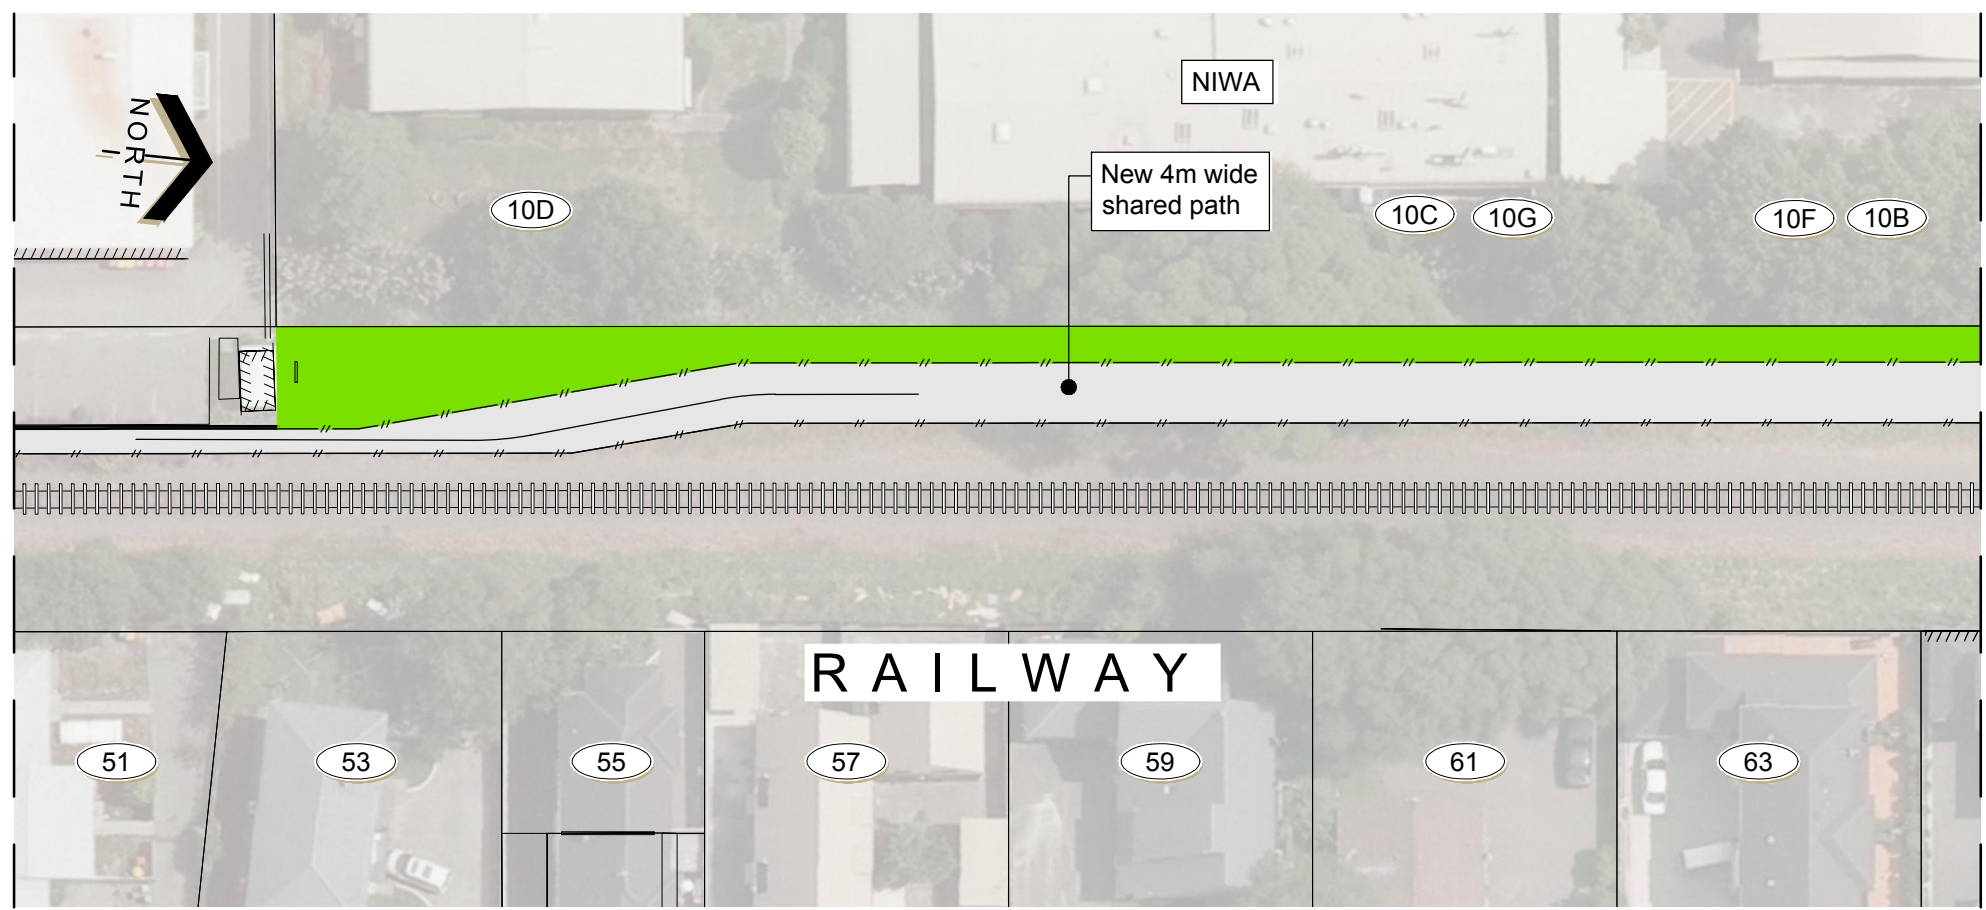 NORTH
NIWA
New 4m wide
shared path
10D
10C
10G
10F
10B
RAILWAY
51
53
55
57
59
61
63